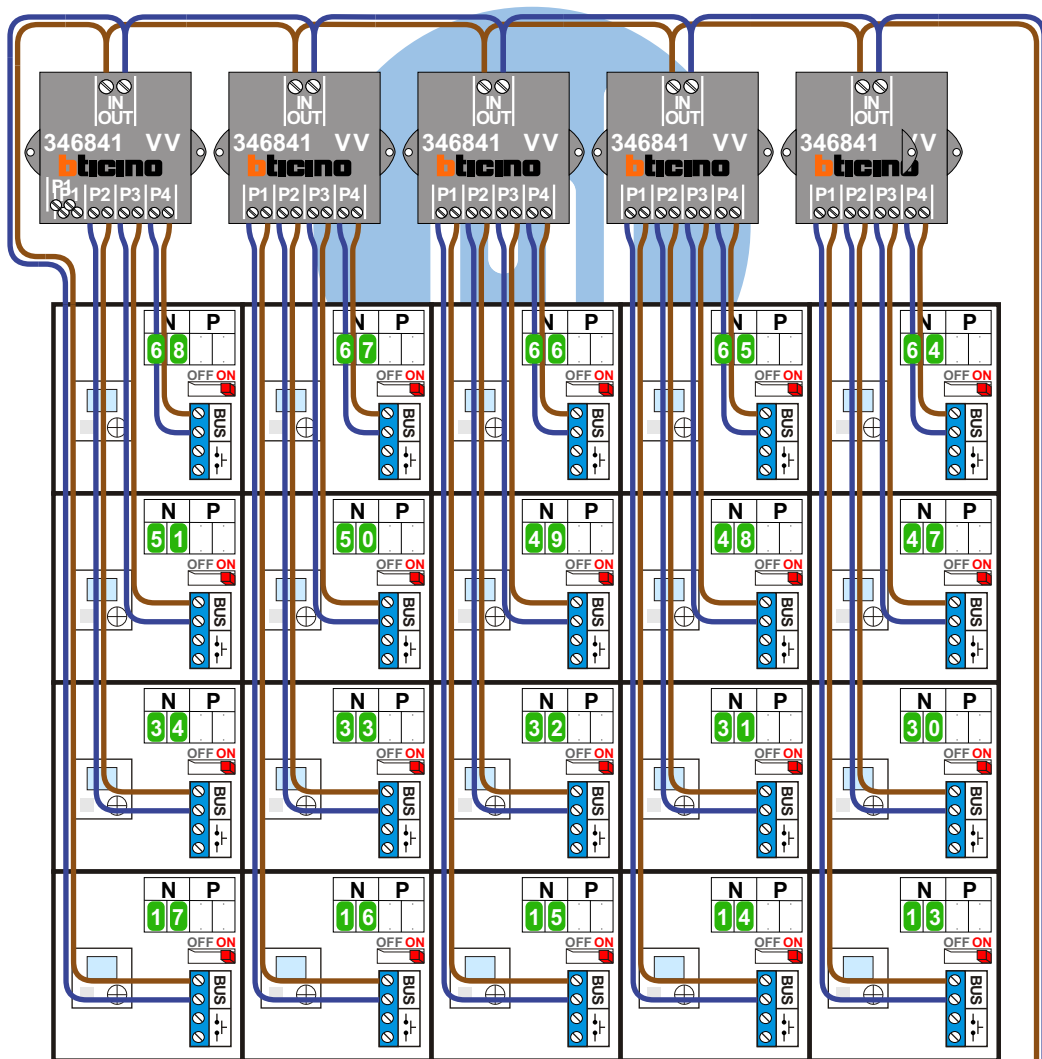 IN IN IN IN IN
OUT OUT OUT OUT OUT
346841 VV 346841 VV 346841 VV 346841 VV 346841 VV
bticino bticino bticino bticino bticino
P1 P1 P2 P3 P4 P1 P2 P3 P4 P1 P2 P3 P4 P1 P2 P3 P4 P1 P2 P3 P4
N P N P N P N P N P
68 67 66 65 64
OFF ON OFF ON OFF ON OFF ON OFF ON
BUS BUS BUS BUS BUS
N P N P N P N P N P
51 50 49 48 47
OFF ON OFF ON OFF ON OFF ON OFF ON
BUS BUS BUS BUS BUS
N P N P N P N P N P
34 33 32 31 30
OFF ON OFF ON OFF ON OFF ON OFF ON
BUS BUS BUS BUS BUS
N P N P N P N P N P
17 16 15 14 13
OFF ON OFF ON OFF ON OFF ON OFF ON
BUS BUS BUS BUS BUS